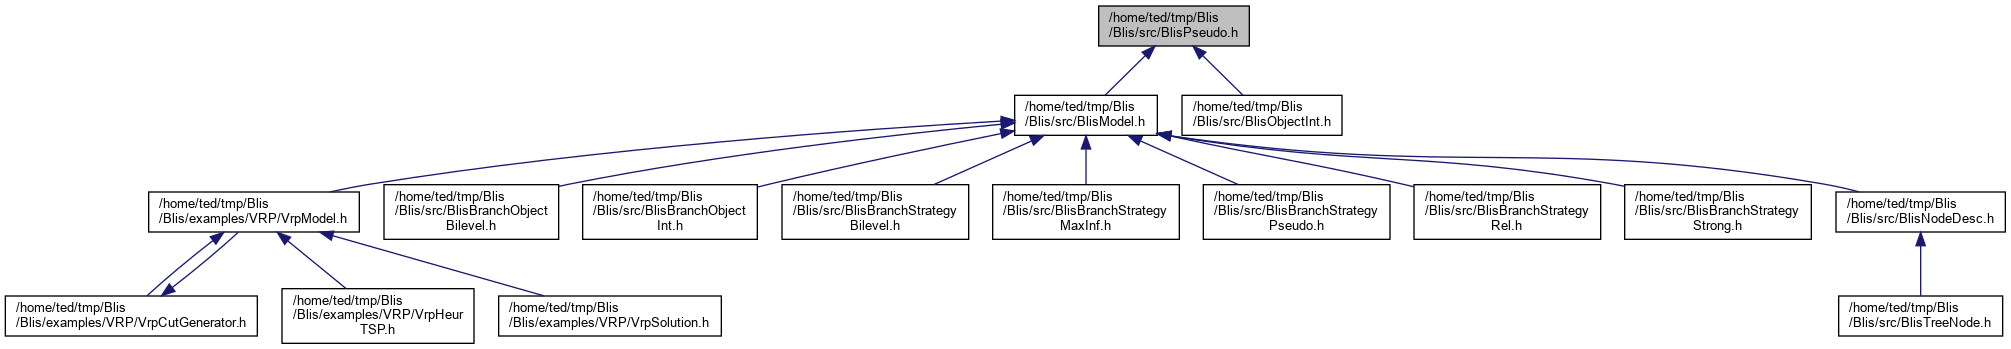 /home/ted/tmp/Blis
/Blis/src/BlisPseudo.h
/home/ted/tmp/Blis
/Blis/src/BlisModel.h
/home/ted/tmp/Blis
/Blis/src/BlisObjectInt.h
/home/ted/tmp/Blis
/Blis/examples/VRP/VrpModel.h
/home/ted/tmp/Blis
/Blis/src/BlisBranchObject
Bilevel.h
/home/ted/tmp/Blis
/Blis/src/BlisBranchObject
Int.h
/home/ted/tmp/Blis
/Blis/src/BlisBranchStrategy
Bilevel.h
/home/ted/tmp/Blis
/Blis/src/BlisBranchStrategy
MaxInf.h
/home/ted/tmp/Blis
/Blis/src/BlisBranchStrategy
Pseudo.h
/home/ted/tmp/Blis
/Blis/src/BlisBranchStrategy
Rel.h
/home/ted/tmp/Blis
/Blis/src/BlisBranchStrategy
Strong.h
/home/ted/tmp/Blis
/Blis/src/BlisNodeDesc.h
/home/ted/tmp/Blis
/Blis/examples/VRP/VrpCutGenerator.h
/home/ted/tmp/Blis
/Blis/examples/VRP/VrpHeur
TSP.h
/home/ted/tmp/Blis
/Blis/examples/VRP/VrpSolution.h
/home/ted/tmp/Blis
/Blis/src/BlisTreeNode.h